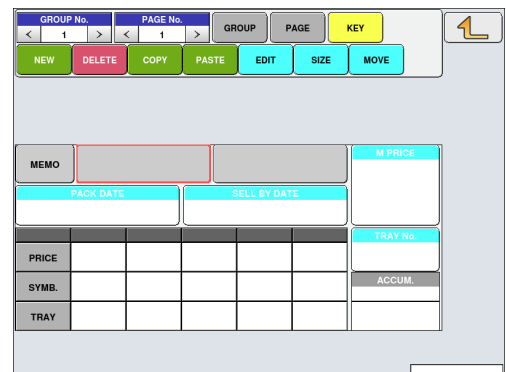 GROUP No. PAGE No.
< 1 > < 1 > GROUP PAGE KEY
NEW DELETE COPY PASTE EDIT SIZE MOVE
MEMO M PRICE
PACK DATE SELL BY DATE
TRAY No.
PRICE
ACCUM.
SYMB.
TRAY